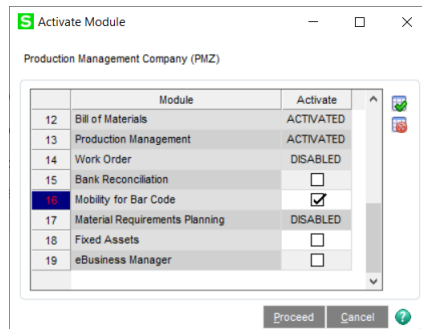 S Activate Module
Production Management Company (PMZ)
Module Activate
12 Bill of Materials ACTIVATED
13 Production Management ACTIVATED
14 Work Order DISABLED
15 Bank Reconciliation
16 Mobility for Bar Code
17 Material Requirements Planning DISABLED
18 Fixed Assets
19 eBusiness Manager
Proceed Cancel ?